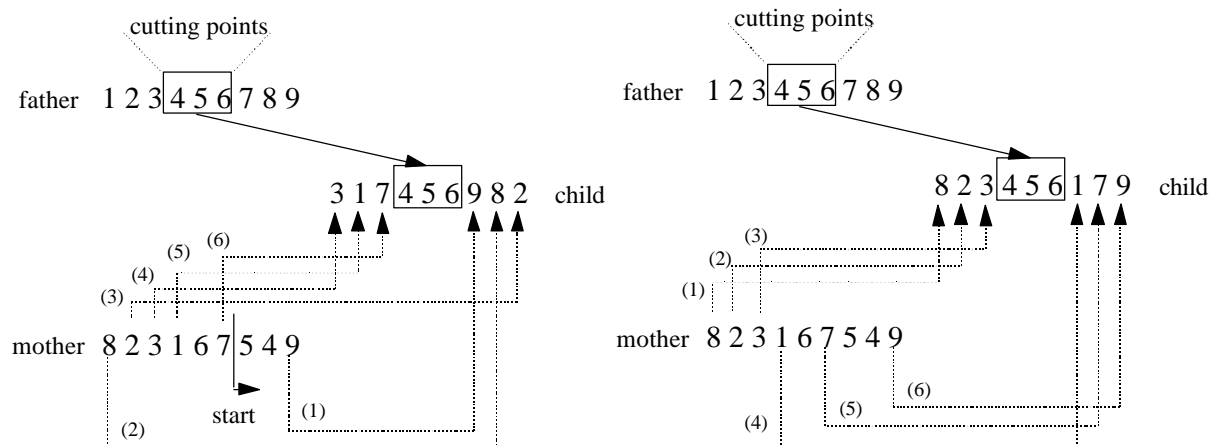 cutting points
father 1 2 3 4 5 6 7 8 9
3 1 7 4 5 6 9 8 2 child
(6)
(5)
(4)
(3)
mother 8 2 3 1 6 7 5 4 9
start
(1)
(2)
cutting points
father 1 2 3 4 5 6 7 8 9
8 2 3 4 5 6 1 7 9 child
(3)
(2)
(1)
mother 8 2 3 1 6 7 5 4 9
(6)
(5)
(4)